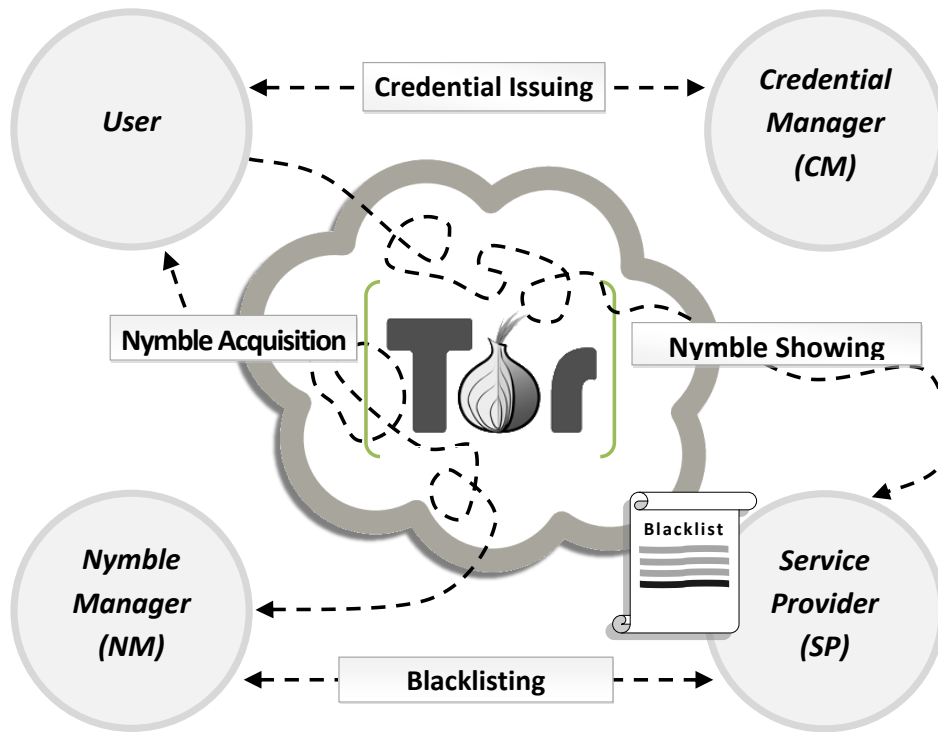 User
Credential Issuing
Credential
Manager
(CM)
Nymble Acquisition
Tor
Nymble Showing
Nymble
Manager
(NM)
Blacklist
Service
Provider
(SP)
Blacklisting